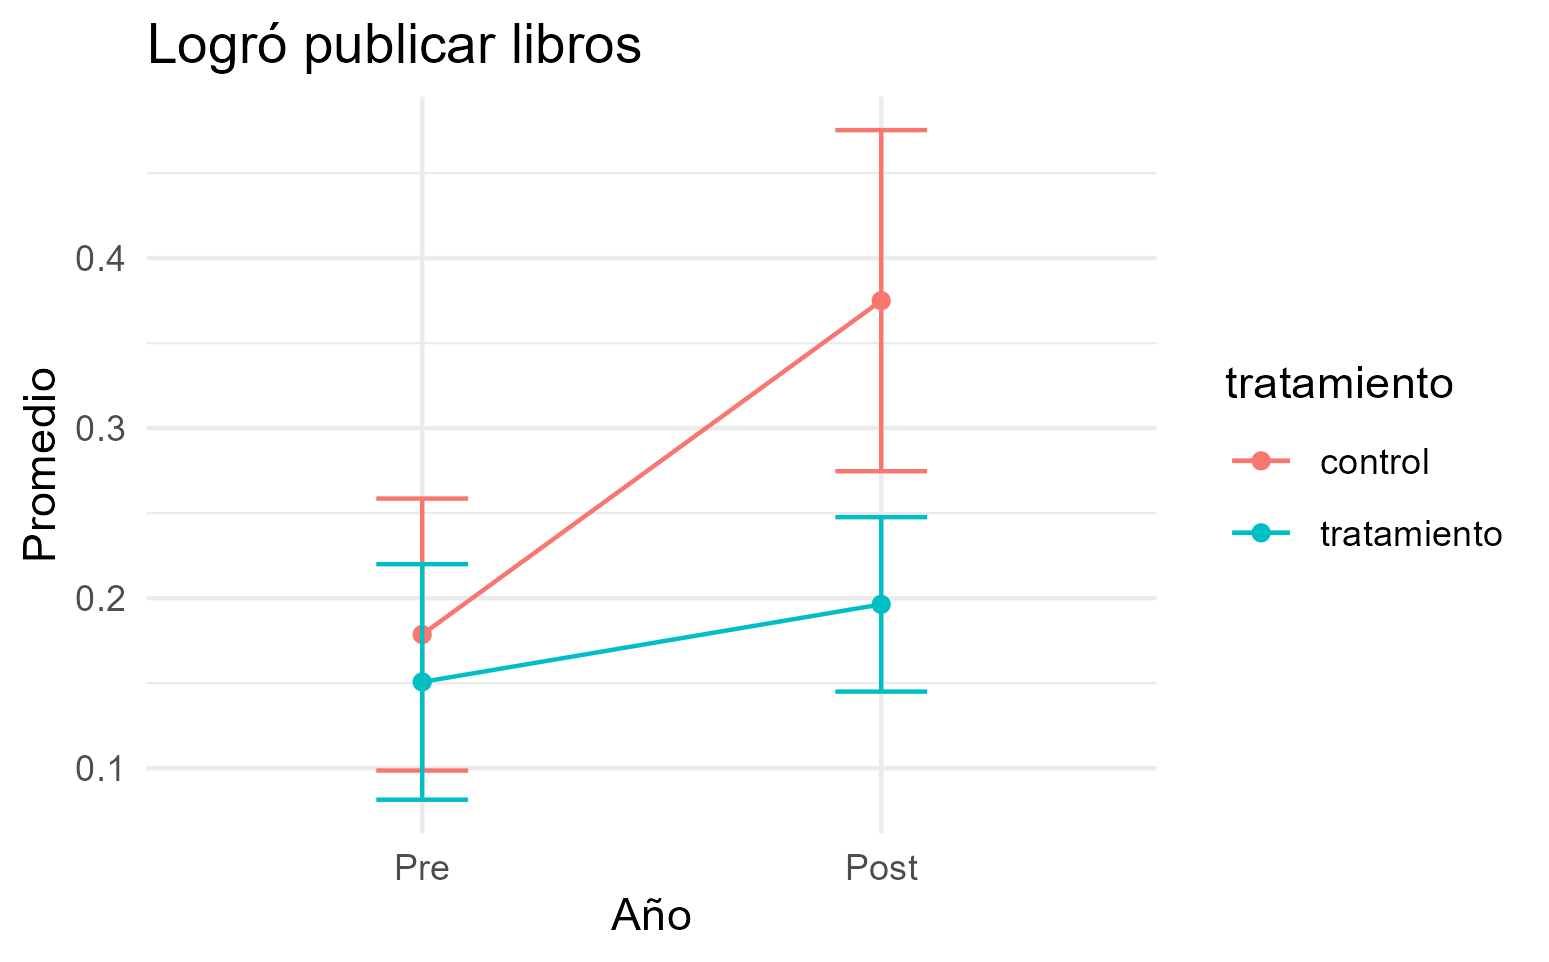 Logró publicar libros
Promedio
0.4
0.3
0.2
0.1
Pre
Post
Año
tratamiento
control
tratamiento